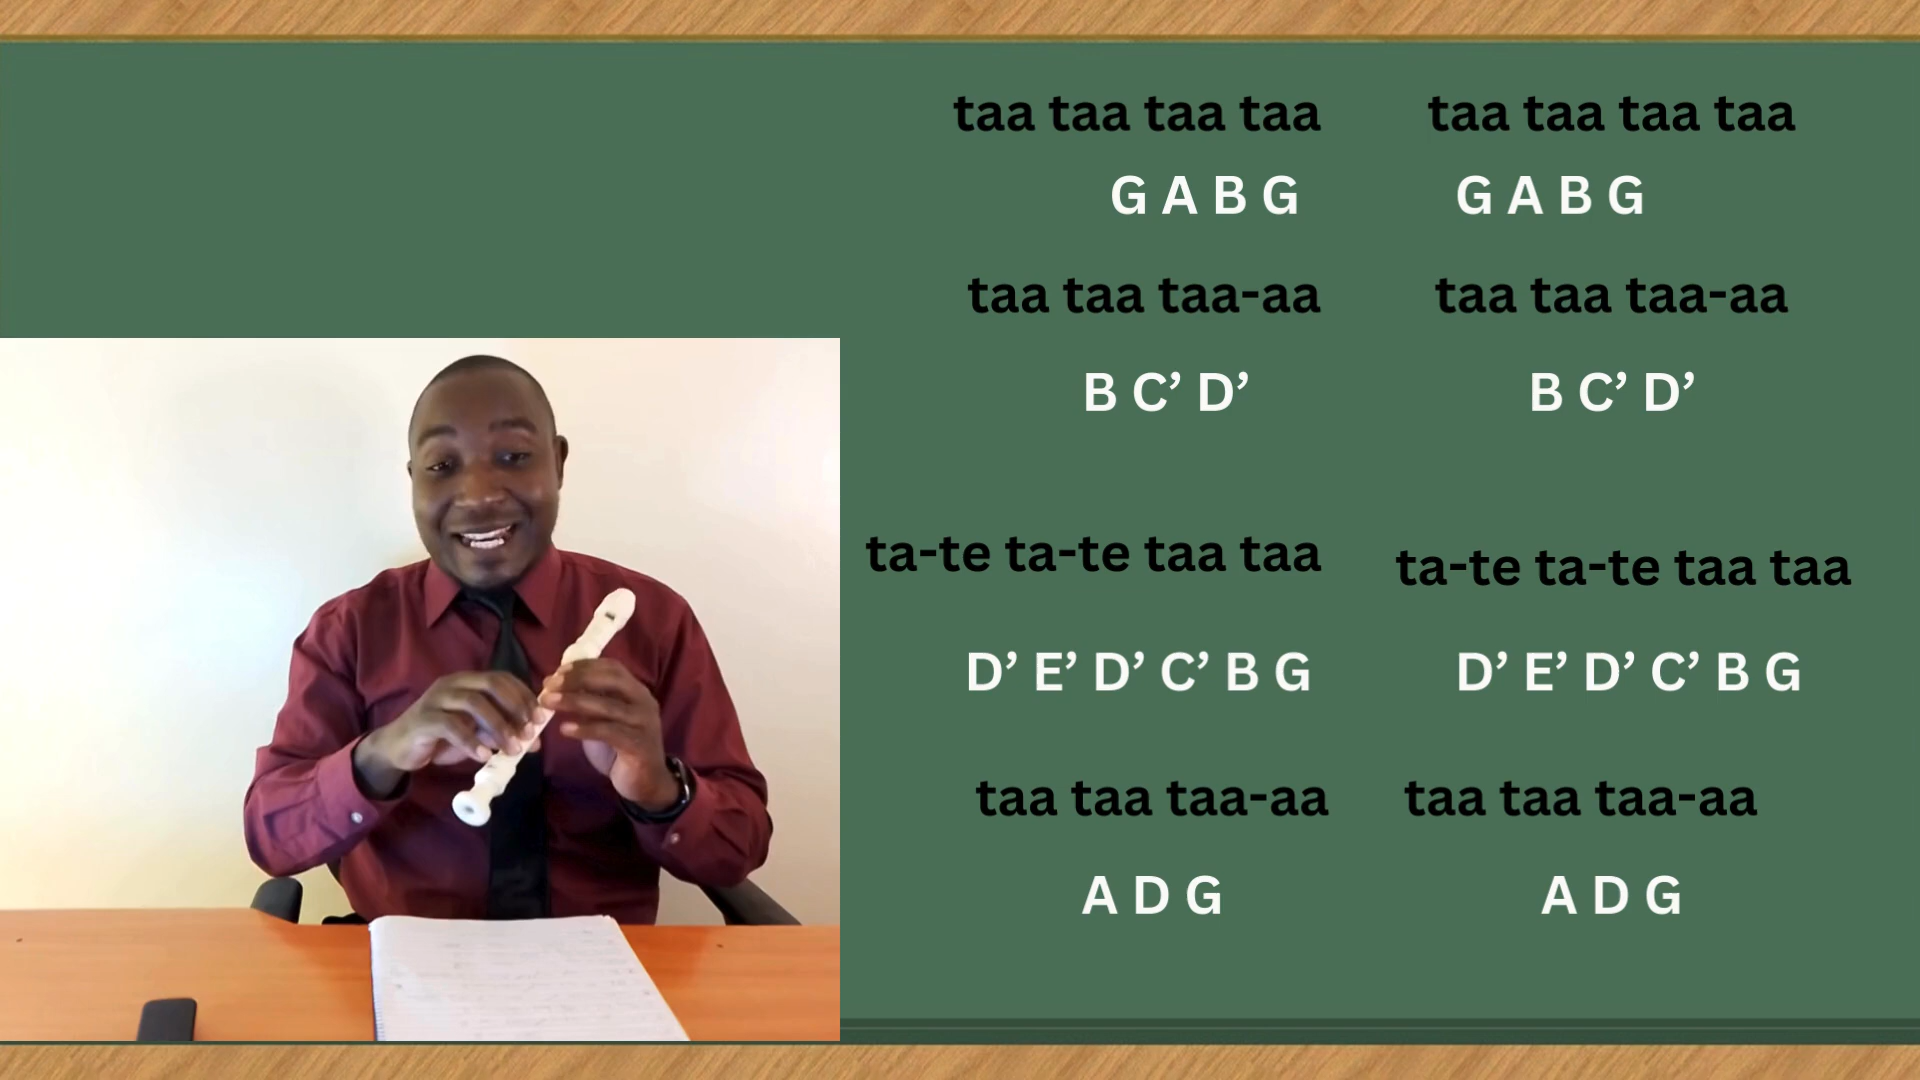 taa taa taa taa taa taa taa taa
G A B G G A B G
taa taa taa-aa taa taa taa-aa
B C’ D’ B C’ D’
ta-te ta-te taa taa ta-te ta-te taa taa
D’ E’ D’ C’ B G D’ E’ D’ C’ B G
taa taa taa-aa taa taa taa-aa
A D G A D G